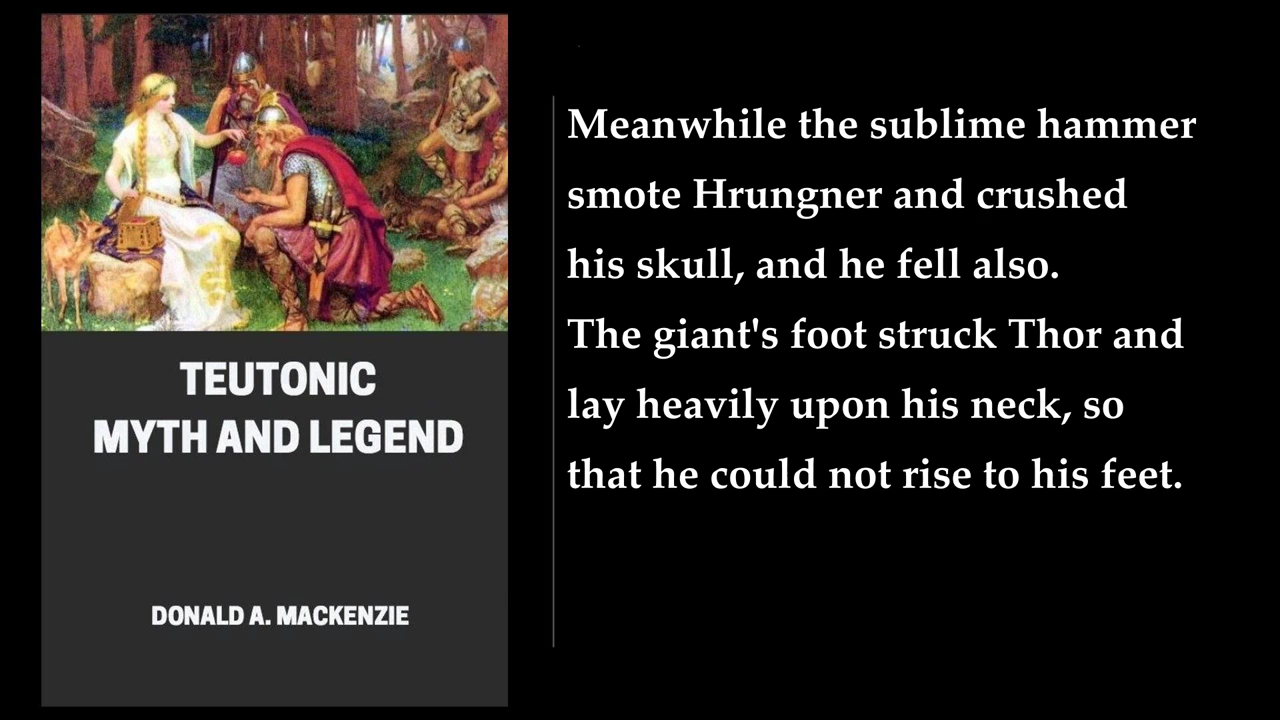 TEUTONIC
MYTH AND LEGEND
DONALD A. MACKENZIE
Meanwhile the sublime hammer
smote Hrungner and crushed
his skull, and he fell also.
The giant's foot struck Thor and
lay heavily upon his neck, so
that he could not rise to his feet.